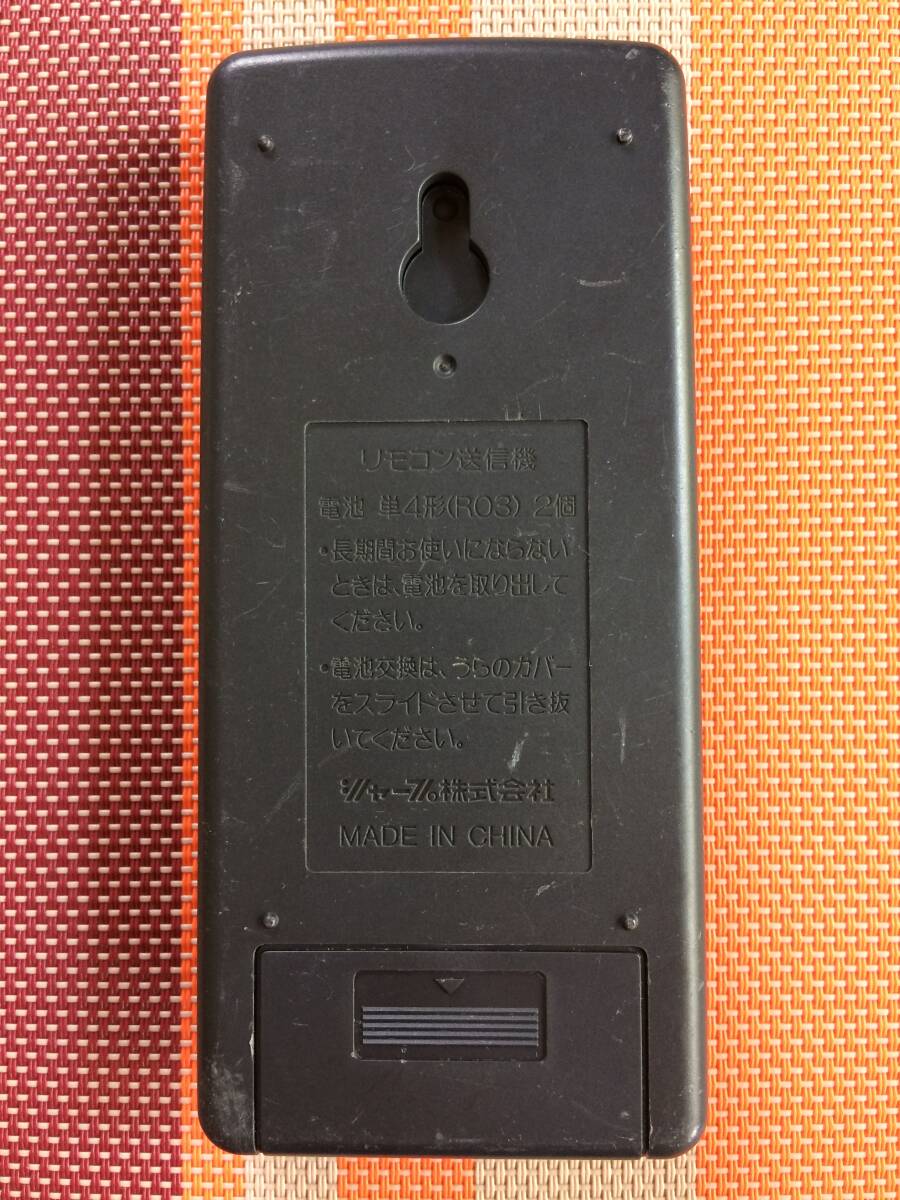 リモコン送信機
電池 単4形(R03) 2個
・長期間お使いにならない
ときは、電池を取り出して
ください。
・電池交換は、うらのカバー
をスライドさせて引き抜
いてください。
シャープ株式会社
MADE IN CHINA